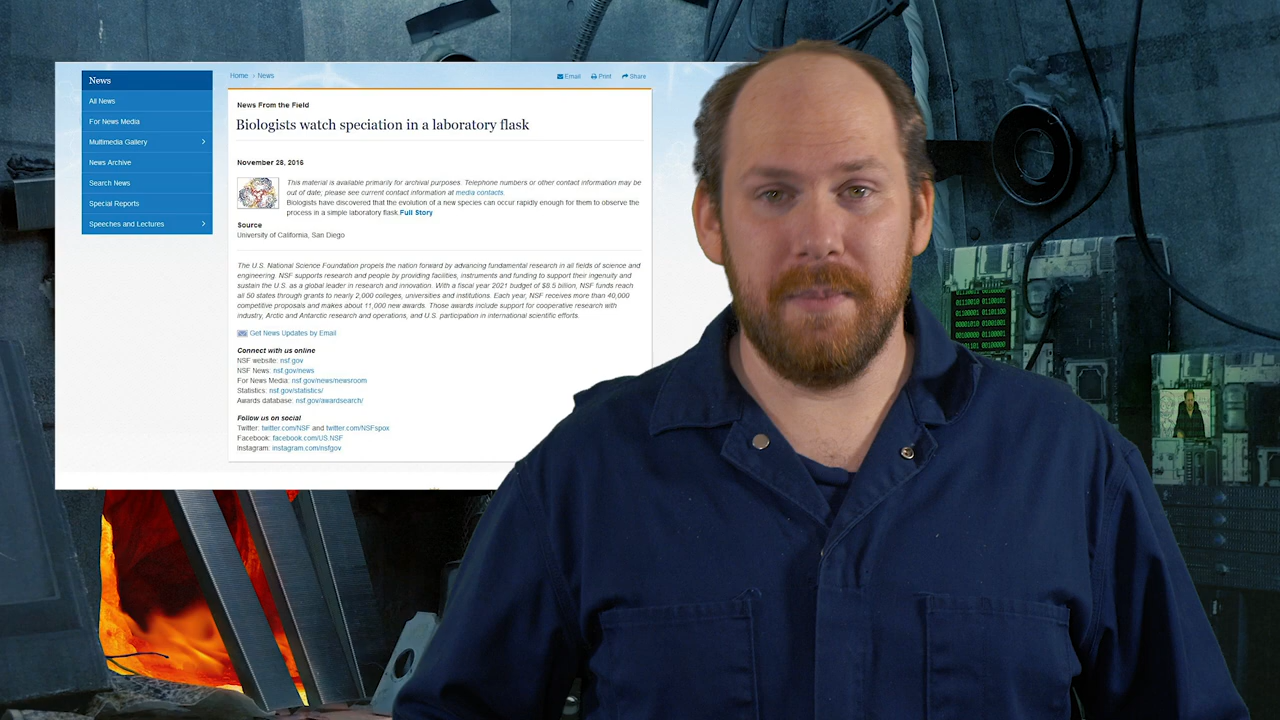 News
All News
For News Media
Multimedia Gallery
News Archive
Search News
Special Reports
Speeches and Lectures
Home › News
Email Print Share
News From the Field
Biologists watch speciation in a laboratory flask
November 28, 2016
This material is available primarily for archival purposes. Telephone numbers or other contact information may be
out of date; please see current contact information at media contacts.
Biologists have discovered that the evolution of a new species can occur rapidly enough for them to observe the
process in a simple laboratory flask. Full Story
Source
University of California, San Diego
The U.S. National Science Foundation propels the nation forward by advancing fundamental research in all fields of science and
engineering. NSF supports research and people by providing facilities, instruments and funding to support their ingenuity and
sustain the U.S. as a global leader in research and innovation. With a fiscal year 2021 budget of $8.5 billion, NSF funds reach
all 50 states through grants to nearly 2,000 colleges, universities and institutions. Each year, NSF receives more than 40,000
competitive proposals and makes about 11,000 new awards. Those awards include support for cooperative research with
industry, Arctic and Antarctic research and operations, and U.S. participation in international scientific efforts.
Get News Updates by Email
Connect with us online
NSF website: nsf.gov
NSF News: nsf.gov/news
For News Media: nsf.gov/news/newsroom
Statistics: nsf.gov/statistics/
Awards database: nsf.gov/awardsearch/
Follow us on social
Twitter: twitter.com/NSF and twitter.com/NSFspox
Facebook: facebook.com/US.NSF
Instagram: instagram.com/nsfgov
01110010 01100101
00001010 01001001